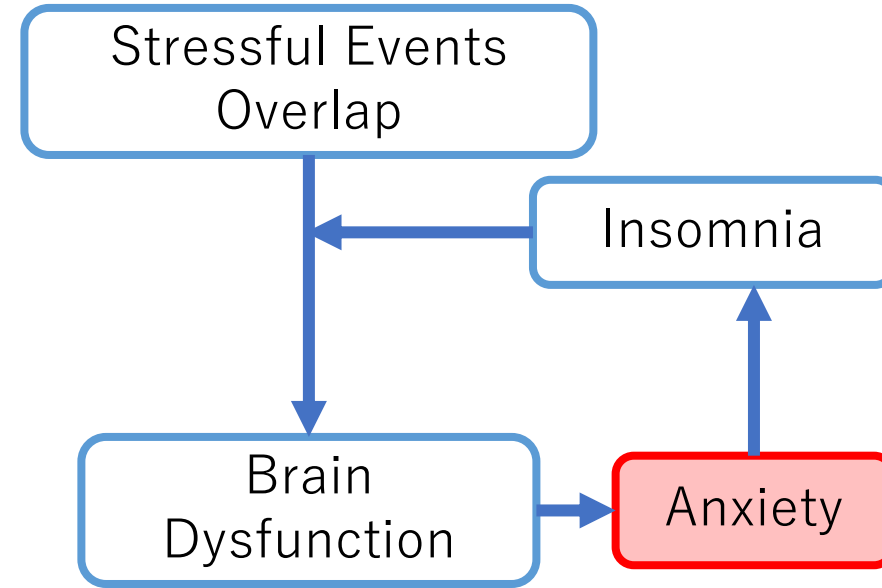 Stressful Events
Overlap
Insomnia
Brain
Dysfunction
Anxiety